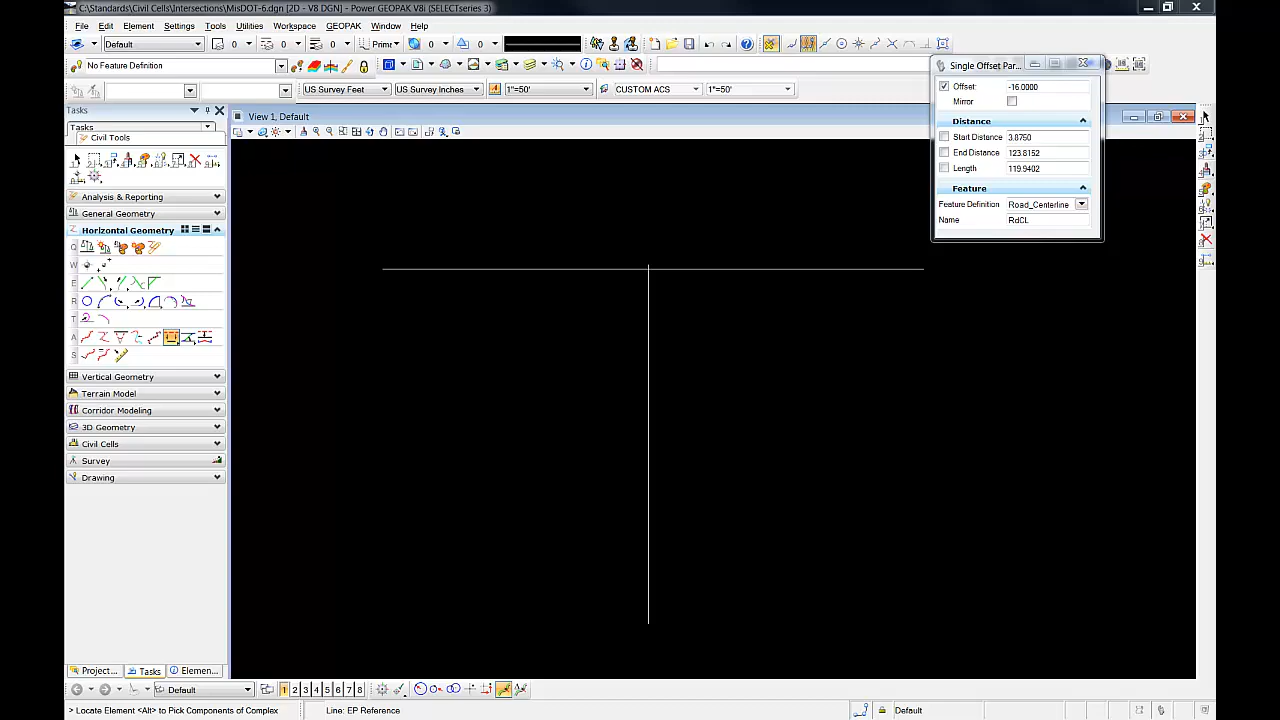 C:\Standards\Civil Cells\Intersections\MisDOT-6.dgn [2D - V8 DGN] - Power GEOPAK V8i (SELECTseries 3)
File Edit Element Settings Tools Utilities Workspace GEOPAK Window Help
Default 0 0 0 Prima 0 0
No Feature Definition
US Survey Feet US Survey Inches 1"=50' CUSTOM ACS 1"=50'
Tasks
Tasks
Civil Tools
Analysis & Reporting
General Geometry
Horizontal Geometry
Q
W
E
R
T
A
S
Vertical Geometry
Terrain Model
Corridor Modeling
3D Geometry
Civil Cells
Survey
Drawing
View 1, Default
Single Offset Par...
Offset: -16.0000
Mirror
Distance
Start Distance 3.8750
End Distance 123.8152
Length 119.9402
Feature
Feature Definition Road_Centerline
Name RdCL
Project... Tasks Elemen...
Default 1 2 3 4 5 6 7 8
> Locate Element <Alt> to Pick Components of Complex Line: EP Reference Default